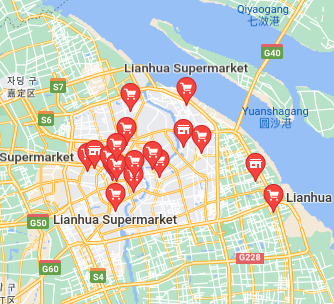 Qiyaogang
七浟港
G40
Lianhua Supermarket
자딩 구
嘉定区
S7
S6
Yuanshagang
圆沙港
Supermarket
Lianhua
Lianhua Supermarket
G50
G60
S4
G228